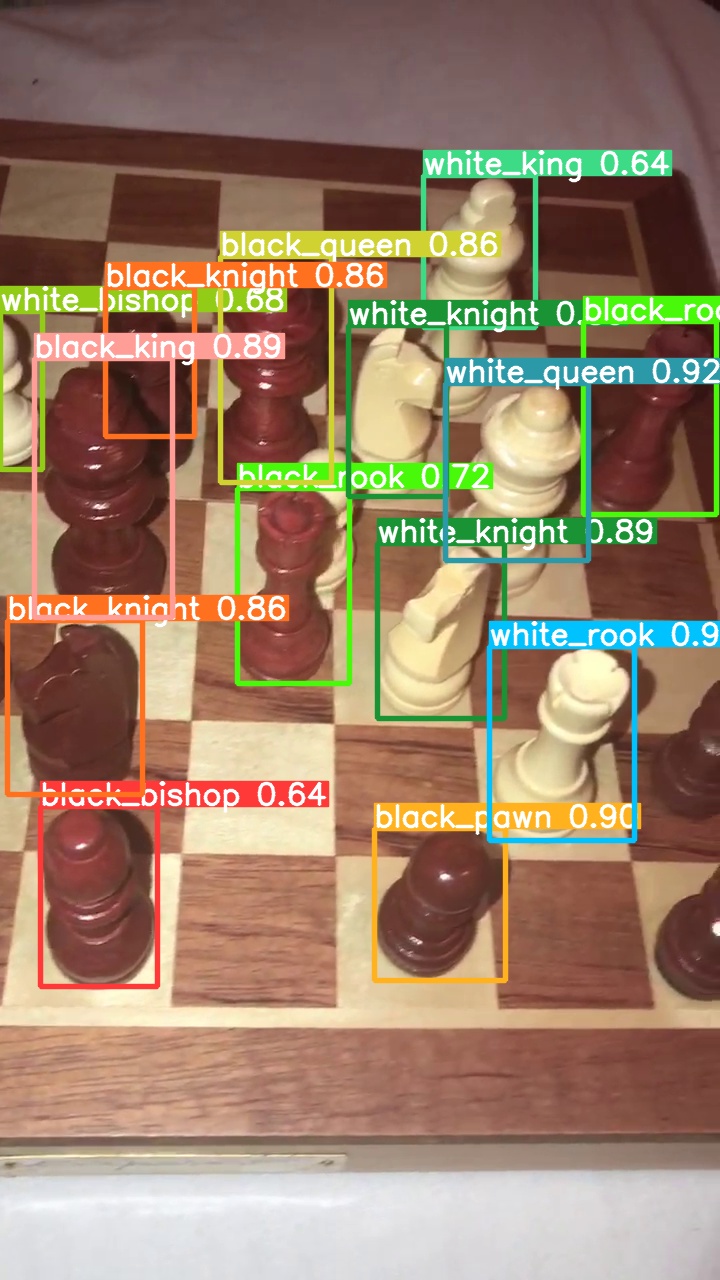 white_king 0.64
black_queen 0.86
black_knight 0.86
white_bishop 0.68
black_roo
white_knight 0.
black_king 0.89
white_queen 0.92
black_rook 0.72
white_knight 0.89
black_knight 0.86
white_rook 0.9
black_bishop 0.64
black_pawn 0.90